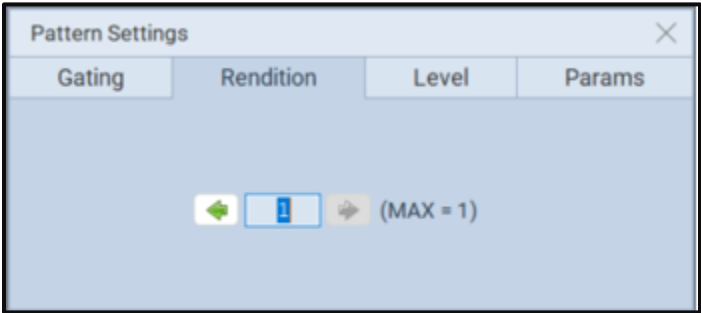 Pattern Settings
Gating Rendition Level Params
1 (MAX = 1)